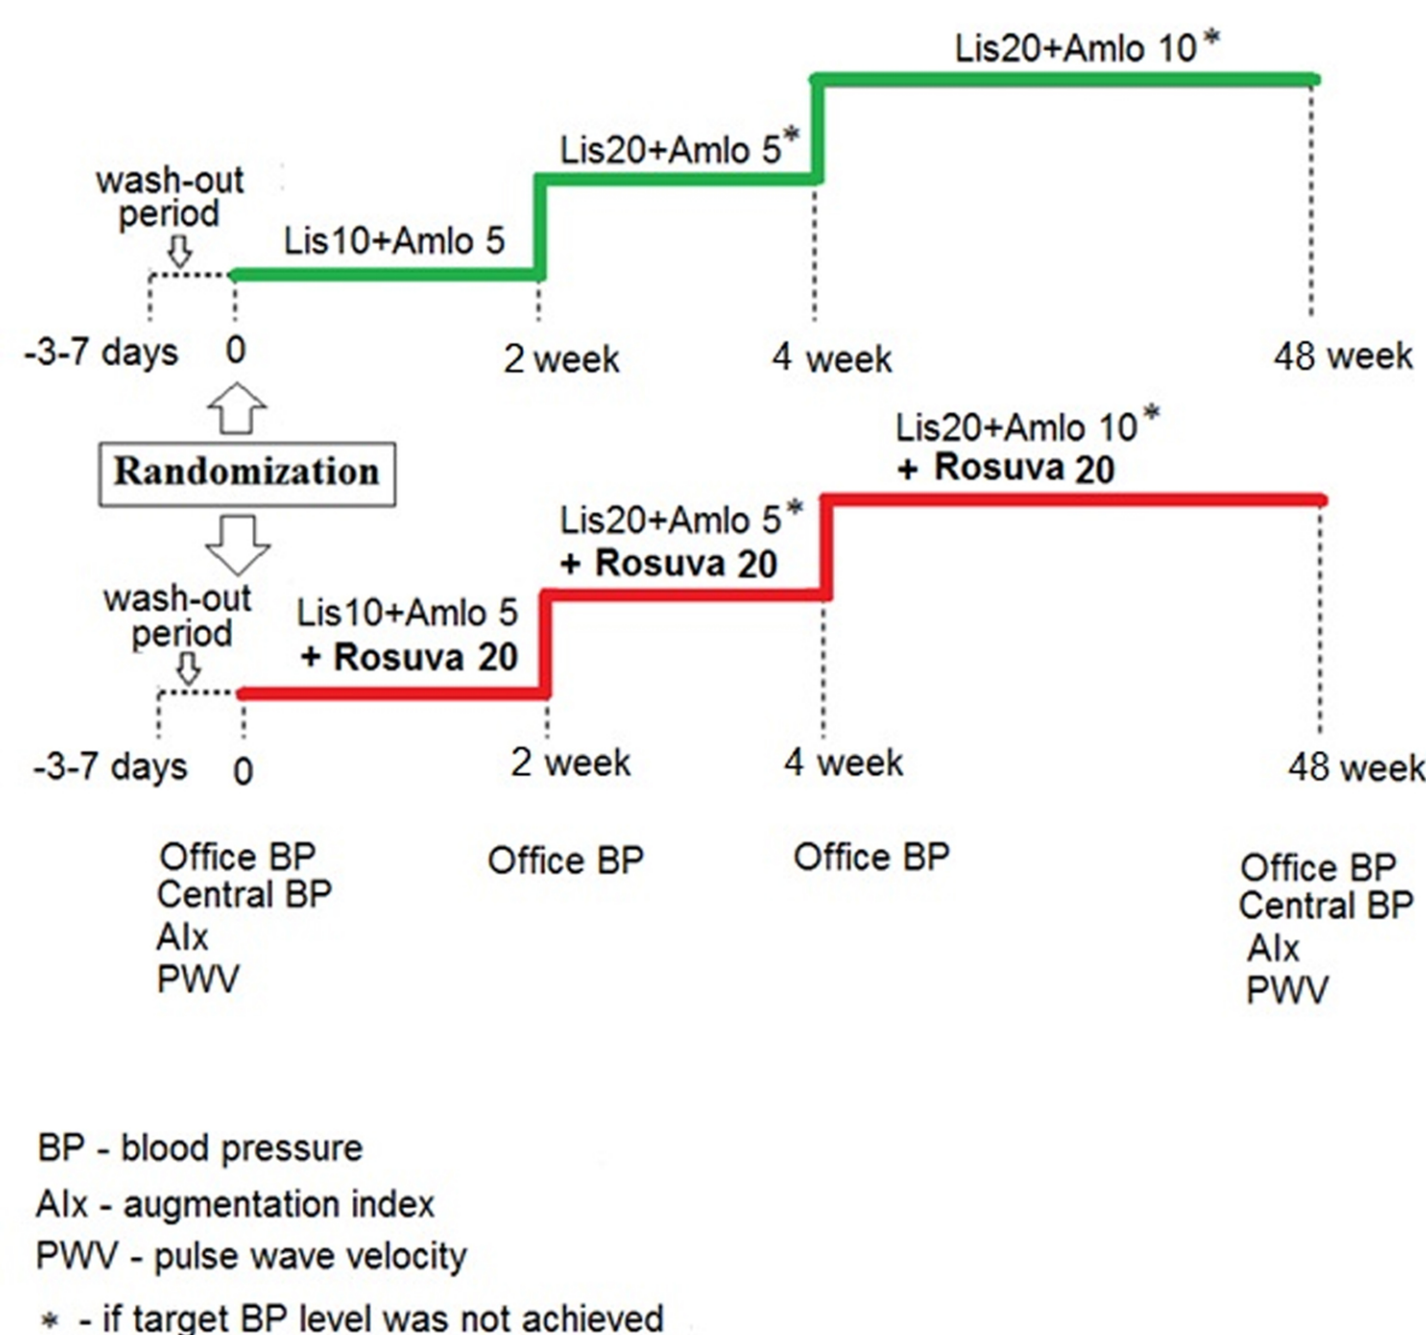 Lis20+Amlo 10*
Lis20+Amlo 5*
wash-out
period
Lis10+Amlo 5
-3-7 days 0 2 week 4 week 48 week
Randomization
Lis20+Amlo 10*
+ Rosuva 20
Lis20+Amlo 5*
+ Rosuva 20
wash-out
period
Lis10+Amlo 5
+ Rosuva 20
-3-7 days 0 2 week 4 week 48 week
Office BP
Central BP
AIx
PWV
Office BP
Office BP
Office BP
Central BP
AIx
PWV
BP - blood pressure
AIx - augmentation index
PWV - pulse wave velocity
* - if target BP level was not achieved